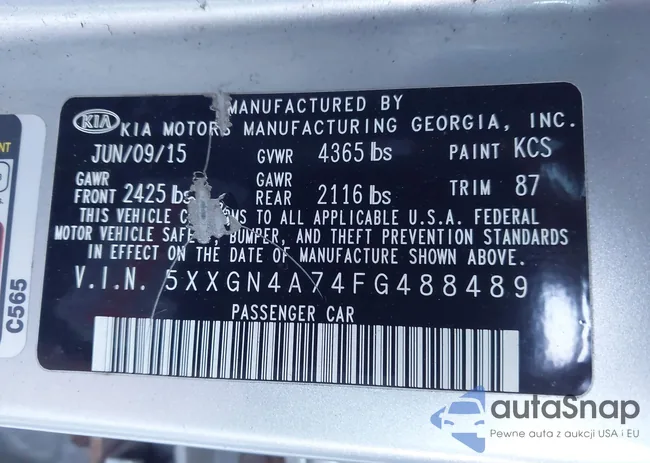 MANUFACTURED BY
KIA KIA MOTORS MANUFACTURING GEORGIA, INC.
JUN/09/15 GVWR 4365 lbs PAINT KCS
GAWR FRONT 2425 lbs GAWR REAR 2116 lbs TRIM 87
THIS VEHICLE TO ALL APPLICABLE U.S.A. FEDERAL
MOTOR VEHICLE BUMPER, AND THEFT PREVENTION STANDARDS
IN EFFECT ON THE DATE OF MANUFACTURE SHOWN ABOVE.
V.I.N. 5XXGN4A74FG488489
PASSENGER CAR
C565
autaSnap
Pewne auta z aukcji USA i EU